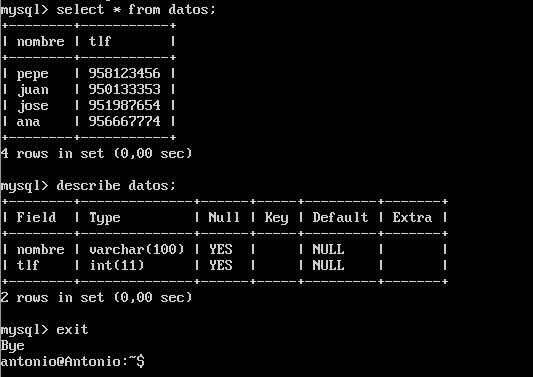 mysql> select * from datos;
+--------+-----------+
| nombre | tlf       |
+--------+-----------+
| pepe   | 958123456 |
| juan   | 950133353 |
| jose   | 951987654 |
| ana    | 956667774 |
+--------+-----------+
4 rows in set (0,00 sec)

mysql> describe datos;
+--------+--------------+------+-----+---------+-------+
| Field  | Type         | Null | Key | Default | Extra |
+--------+--------------+------+-----+---------+-------+
| nombre | varchar(100) | YES  |     | NULL    |       |
| tlf    | int(11)      | YES  |     | NULL    |       |
+--------+--------------+------+-----+---------+-------+
2 rows in set (0,00 sec)

mysql> exit
Bye
antonio@Antonio:~$